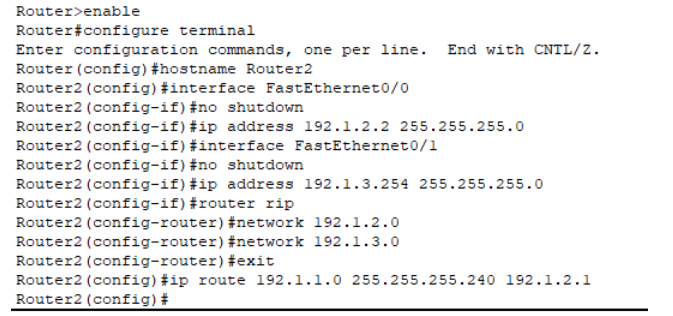 Router>enable
Router#configure terminal
Enter configuration commands, one per line.  End with CNTL/Z.
Router(config)#hostname Router2
Router2(config)#interface FastEthernet0/0
Router2(config-if)#no shutdown
Router2(config-if)#ip address 192.1.2.2 255.255.255.0
Router2(config-if)#interface FastEthernet0/1
Router2(config-if)#no shutdown
Router2(config-if)#ip address 192.1.3.254 255.255.255.0
Router2(config-if)#router rip
Router2(config-router)#network 192.1.2.0
Router2(config-router)#network 192.1.3.0
Router2(config-router)#exit
Router2(config)#ip route 192.1.1.0 255.255.255.240 192.1.2.1
Router2(config)#